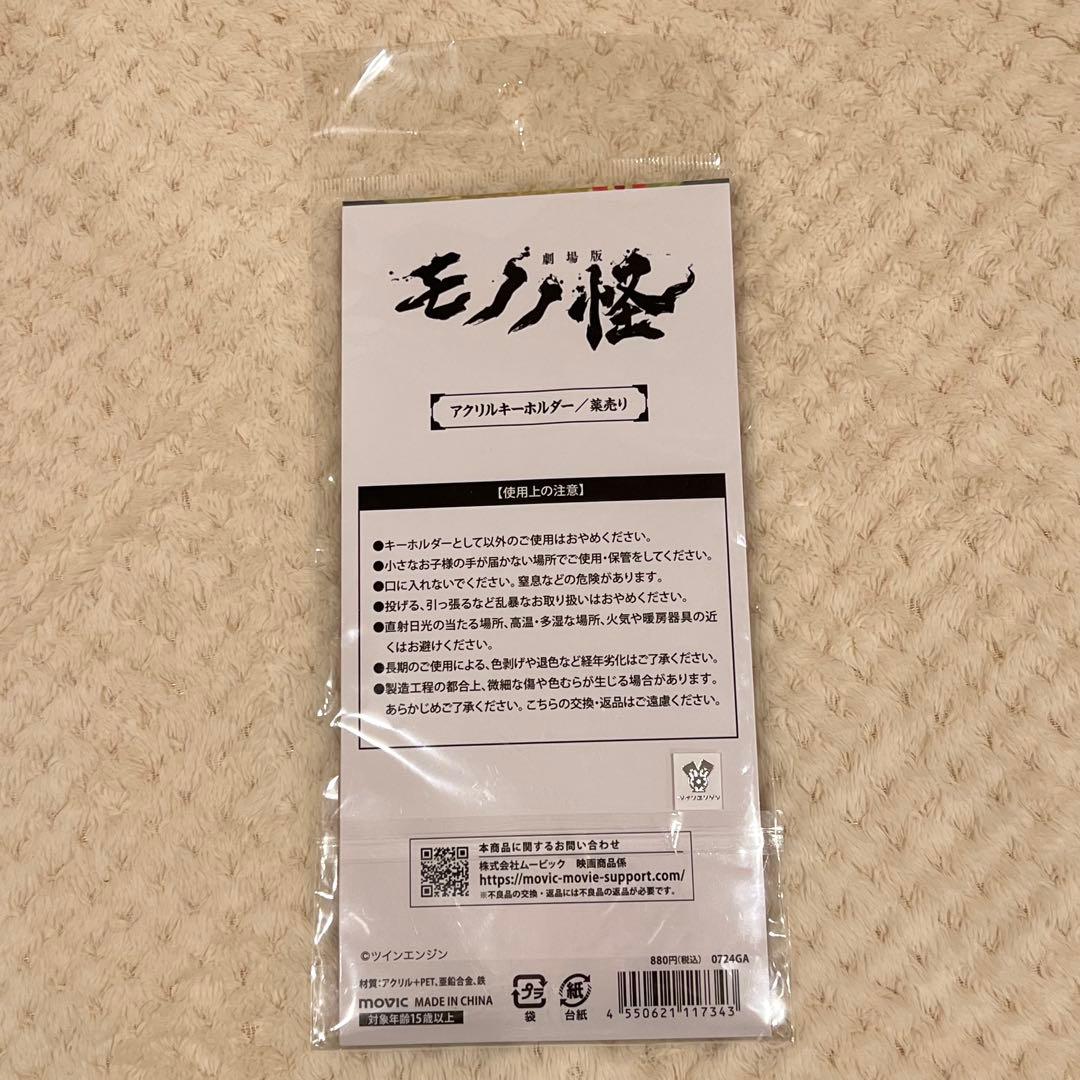 劇場版
モノノ怪
アクリルキーホルダー／薬売り
【使用上の注意】
●キーホルダーとして以外のご使用はおやめください。
●小さなお子様の手が届かない場所でご使用・保管をしてください。
●口に入れないでください。窒息などの危険があります。
●投げる、引っ張るなど乱暴なお取り扱いはおやめください。
●直射日光の当たる場所、高温・多湿な場所、火気や暖房器具の近
くはお避けください。
●長期のご使用による、色剥げや退色など経年劣化はご了承ください。
●製造工程の都合上、微細な傷や色むらが生じる場合があります。
あらかじめご了承ください。こちらの交換・返品はご遠慮ください。
ツインエンジン
本商品に関するお問い合わせ
株式会社ムービック　映画商品係
https://movic-movie-support.com/
※不良品の交換・返品には不良品の返品が必要です。
©ツインエンジン
880円(税込)　0724GA
材質：アクリル+PET、亜鉛合金、鉄
movic MADE IN CHINA
対象年齢15歳以上
プラ
袋
紙
台紙
4 550621 117343